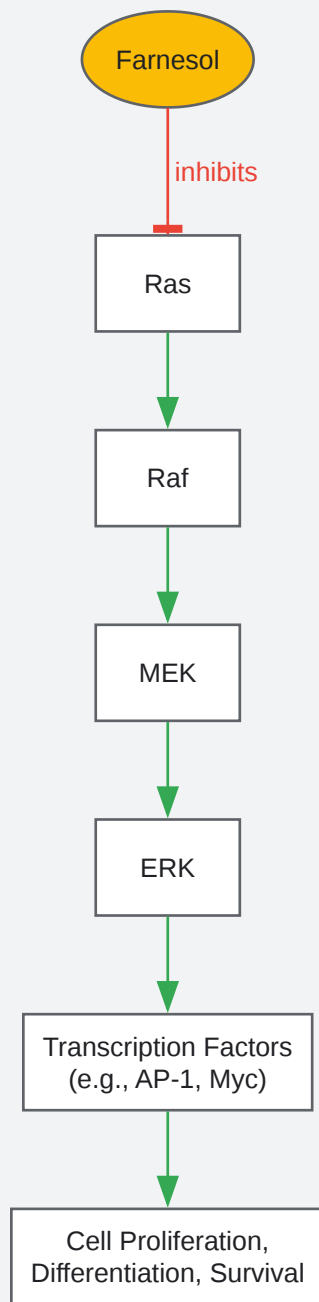 Farnesol
inhibits
Ras
Raf
MEK
ERK
Transcription Factors
(e.g., AP-1, Myc)
Cell Proliferation,
Differentiation, Survival